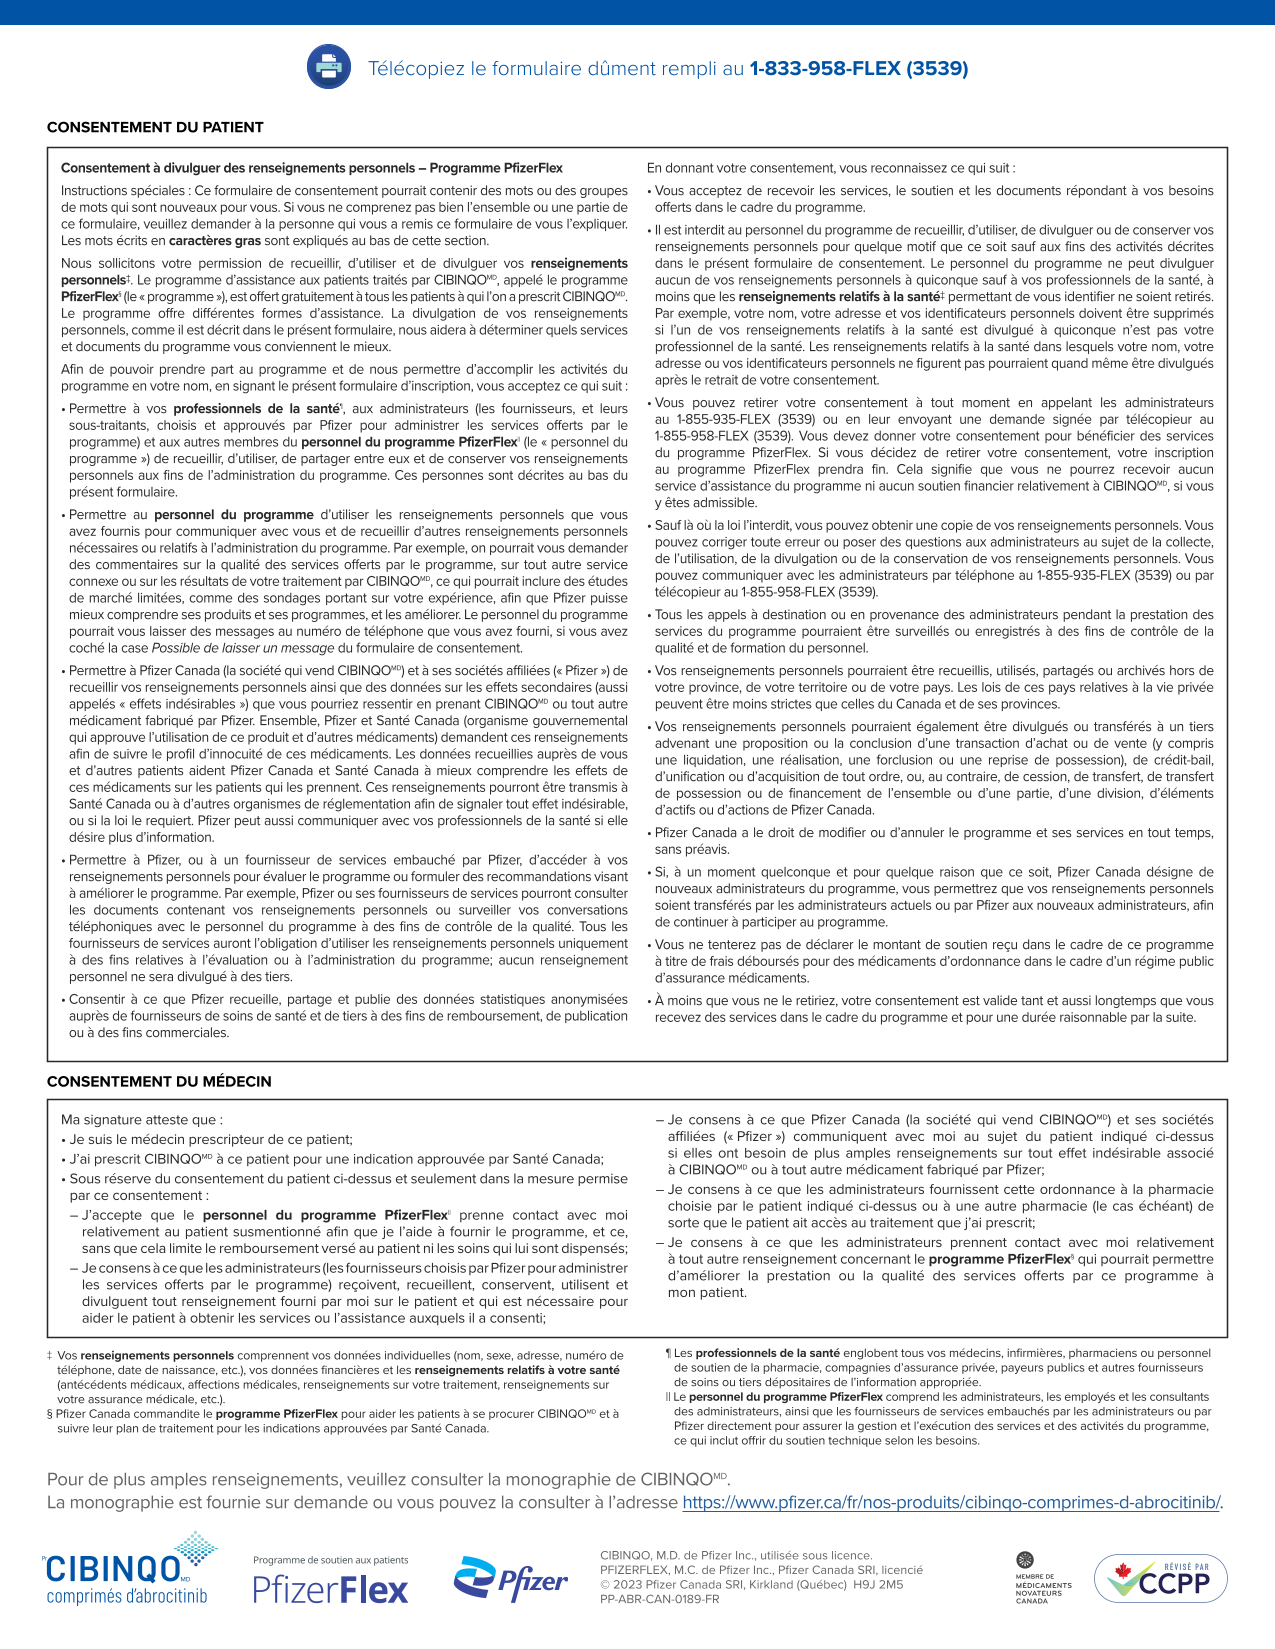 Télécopiez le formulaire dûment rempli au 1-833-958-FLEX (3539)
CONSENTEMENT DU PATIENT
Consentement à divulguer des renseignements personnels – Programme PfizerFlex
Instructions spéciales : Ce formulaire de consentement pourrait contenir des mots ou des groupes
de mots qui sont nouveaux pour vous. Si vous ne comprenez pas bien l’ensemble ou une partie de
ce formulaire, veuillez demander à la personne qui vous a remis ce formulaire de vous l’expliquer.
Les mots écrits en caractères gras sont expliqués au bas de cette section.
Nous sollicitons votre permission de recueillir, d’utiliser et de divulguer vos renseignements
personnels‡. Le programme d’assistance aux patients traités par CIBINQOMD, appelé le programme
PfizerFlex§ (le « programme »), est offert gratuitement à tous les patients à qui l’on a prescrit CIBINQOMD.
Le programme offre différentes formes d’assistance. La divulgation de vos renseignements
personnels, comme il est décrit dans le présent formulaire, nous aidera à déterminer quels services
et documents du programme vous conviennent le mieux.
Afin de pouvoir prendre part au programme et de nous permettre d’accomplir les activités du
programme en votre nom, en signant le présent formulaire d’inscription, vous acceptez ce qui suit :
• Permettre à vos professionnels de la santé¶, aux administrateurs (les fournisseurs, et leurs
sous-traitants, choisis et approuvés par Pfizer pour administrer les services offerts par le
programme) et aux autres membres du personnel du programme PfizerFlex|| (le « personnel du
programme ») de recueillir, d’utiliser, de partager entre eux et de conserver vos renseignements
personnels aux fins de l’administration du programme. Ces personnes sont décrites au bas du
présent formulaire.
• Permettre au personnel du programme d’utiliser les renseignements personnels que vous
avez fournis pour communiquer avec vous et de recueillir d’autres renseignements personnels
nécessaires ou relatifs à l’administration du programme. Par exemple, on pourrait vous demander
des commentaires sur la qualité des services offerts par le programme, sur tout autre service
connexe ou sur les résultats de votre traitement par CIBINQOMD, ce qui pourrait inclure des études
de marché limitées, comme des sondages portant sur votre expérience, afin que Pfizer puisse
mieux comprendre ses produits et ses programmes, et les améliorer. Le personnel du programme
pourrait vous laisser des messages au numéro de téléphone que vous avez fourni, si vous avez
coché la case Possible de laisser un message du formulaire de consentement.
• Permettre à Pfizer Canada (la société qui vend CIBINQOMD) et à ses sociétés affiliées (« Pfizer ») de
recueillir vos renseignements personnels ainsi que des données sur les effets secondaires (aussi
appelés « effets indésirables ») que vous pourriez ressentir en prenant CIBINQOMD ou tout autre
médicament fabriqué par Pfizer. Ensemble, Pfizer et Santé Canada (organisme gouvernemental
qui approuve l’utilisation de ce produit et d’autres médicaments) demandent ces renseignements
afin de suivre le profil d’innocuité de ces médicaments. Les données recueillies auprès de vous
et d’autres patients aident Pfizer Canada et Santé Canada à mieux comprendre les effets de
ces médicaments sur les patients qui les prennent. Ces renseignements pourront être transmis à
Santé Canada ou à d’autres organismes de réglementation afin de signaler tout effet indésirable,
ou si la loi le requiert. Pfizer peut aussi communiquer avec vos professionnels de la santé si elle
désire plus d’information.
• Permettre à Pfizer, ou à un fournisseur de services embauché par Pfizer, d’accéder à vos
renseignements personnels pour évaluer le programme ou formuler des recommandations visant
à améliorer le programme. Par exemple, Pfizer ou ses fournisseurs de services pourront consulter
les documents contenant vos renseignements personnels ou surveiller vos conversations
téléphoniques avec le personnel du programme à des fins de contrôle de la qualité. Tous les
fournisseurs de services auront l’obligation d’utiliser les renseignements personnels uniquement
à des fins relatives à l’évaluation ou à l’administration du programme; aucun renseignement
personnel ne sera divulgué à des tiers.
• Consentir à ce que Pfizer recueille, partage et publie des données statistiques anonymisées
auprès de fournisseurs de soins de santé et de tiers à des fins de remboursement, de publication
ou à des fins commerciales.
En donnant votre consentement, vous reconnaissez ce qui suit :
• Vous acceptez de recevoir les services, le soutien et les documents répondant à vos besoins
offerts dans le cadre du programme.
• Il est interdit au personnel du programme de recueillir, d’utiliser, de divulguer ou de conserver vos
renseignements personnels pour quelque motif que ce soit sauf aux fins des activités décrites
dans le présent formulaire de consentement. Le personnel du programme ne peut divulguer
aucun de vos renseignements personnels à quiconque sauf à vos professionnels de la santé, à
moins que les renseignements relatifs à la santé‡ permettant de vous identifier ne soient retirés.
Par exemple, votre nom, votre adresse et vos identificateurs personnels doivent être supprimés
si l’un de vos renseignements relatifs à la santé est divulgué à quiconque n’est pas votre
professionnel de la santé. Les renseignements relatifs à la santé dans lesquels votre nom, votre
adresse ou vos identificateurs personnels ne figurent pas pourraient quand même être divulgués
après le retrait de votre consentement.
• Vous pouvez retirer votre consentement à tout moment en appelant les administrateurs
au 1-855-935-FLEX (3539) ou en leur envoyant une demande signée par télécopieur au
1-855-958-FLEX (3539). Vous devez donner votre consentement pour bénéficier des services
du programme PfizerFlex. Si vous décidez de retirer votre consentement, votre inscription
au programme PfizerFlex prendra fin. Cela signifie que vous ne pourrez recevoir aucun
service d’assistance du programme ni aucun soutien financier relativement à CIBINQOMD, si vous
y êtes admissible.
• Sauf là où la loi l’interdit, vous pouvez obtenir une copie de vos renseignements personnels. Vous
pouvez corriger toute erreur ou poser des questions aux administrateurs au sujet de la collecte,
de l’utilisation, de la divulgation ou de la conservation de vos renseignements personnels. Vous
pouvez communiquer avec les administrateurs par téléphone au 1-855-935-FLEX (3539) ou par
télécopieur au 1-855-958-FLEX (3539).
• Tous les appels à destination ou en provenance des administrateurs pendant la prestation des
services du programme pourraient être surveillés ou enregistrés à des fins de contrôle de la
qualité et de formation du personnel.
• Vos renseignements personnels pourraient être recueillis, utilisés, partagés ou archivés hors de
votre province, de votre territoire ou de votre pays. Les lois de ces pays relatives à la vie privée
peuvent être moins strictes que celles du Canada et de ses provinces.
• Vos renseignements personnels pourraient également être divulgués ou transférés à un tiers
advenant une proposition ou la conclusion d’une transaction d’achat ou de vente (y compris
une liquidation, une réalisation, une forclusion ou une reprise de possession), de crédit-bail,
d’unification ou d’acquisition de tout ordre, ou, au contraire, de cession, de transfert, de transfert
de possession ou de financement de l’ensemble ou d’une partie, d’une division, d’éléments
d’actifs ou d’actions de Pfizer Canada.
• Pfizer Canada a le droit de modifier ou d’annuler le programme et ses services en tout temps,
sans préavis.
• Si, à un moment quelconque et pour quelque raison que ce soit, Pfizer Canada désigne de
nouveaux administrateurs du programme, vous permettrez que vos renseignements personnels
soient transférés par les administrateurs actuels ou par Pfizer aux nouveaux administrateurs, afin
de continuer à participer au programme.
• Vous ne tenterez pas de déclarer le montant de soutien reçu dans le cadre de ce programme
à titre de frais déboursés pour des médicaments d’ordonnance dans le cadre d’un régime public
d’assurance médicaments.
• À moins que vous ne le retiriez, votre consentement est valide tant et aussi longtemps que vous
recevez des services dans le cadre du programme et pour une durée raisonnable par la suite.
CONSENTEMENT DU MÉDECIN
Ma signature atteste que :
• Je suis le médecin prescripteur de ce patient;
• J’ai prescrit CIBINQOMD à ce patient pour une indication approuvée par Santé Canada;
• Sous réserve du consentement du patient ci-dessus et seulement dans la mesure permise
par ce consentement :
– J’accepte que le personnel du programme PfizerFlex|| prenne contact avec moi
relativement au patient susmentionné afin que je l’aide à fournir le programme, et ce,
sans que cela limite le remboursement versé au patient ni les soins qui lui sont dispensés;
– Je consens à ce que les administrateurs (les fournisseurs choisis par Pfizer pour administrer
les services offerts par le programme) reçoivent, recueillent, conservent, utilisent et
divulguent tout renseignement fourni par moi sur le patient et qui est nécessaire pour
aider le patient à obtenir les services ou l’assistance auxquels il a consenti;
– Je consens à ce que Pfizer Canada (la société qui vend CIBINQOMD) et ses sociétés
affiliées (« Pfizer ») communiquent avec moi au sujet du patient indiqué ci-dessus
si elles ont besoin de plus amples renseignements sur tout effet indésirable associé
à CIBINQOMD ou à tout autre médicament fabriqué par Pfizer;
– Je consens à ce que les administrateurs fournissent cette ordonnance à la pharmacie
choisie par le patient indiqué ci-dessus ou à une autre pharmacie (le cas échéant) de
sorte que le patient ait accès au traitement que j’ai prescrit;
– Je consens à ce que les administrateurs prennent contact avec moi relativement
à tout autre renseignement concernant le programme PfizerFlex§ qui pourrait permettre
d’améliorer la prestation ou la qualité des services offerts par ce programme à
mon patient.
‡ Vos renseignements personnels comprennent vos données individuelles (nom, sexe, adresse, numéro de
téléphone, date de naissance, etc.), vos données financières et les renseignements relatifs à votre santé
(antécédents médicaux, affections médicales, renseignements sur votre traitement, renseignements sur
votre assurance médicale, etc.).
§ Pfizer Canada commandite le programme PfizerFlex pour aider les patients à se procurer CIBINQOMD et à
suivre leur plan de traitement pour les indications approuvées par Santé Canada.
¶ Les professionnels de la santé englobent tous vos médecins, infirmières, pharmaciens ou personnel
de soutien de la pharmacie, compagnies d’assurance privée, payeurs publics et autres fournisseurs
de soins ou tiers dépositaires de l’information appropriée.
|| Le personnel du programme PfizerFlex comprend les administrateurs, les employés et les consultants
des administrateurs, ainsi que les fournisseurs de services embauchés par les administrateurs ou par
Pfizer directement pour assurer la gestion et l’exécution des services et des activités du programme,
ce qui inclut offrir du soutien technique selon les besoins.
Pour de plus amples renseignements, veuillez consulter la monographie de CIBINQOMD.
La monographie est fournie sur demande ou vous pouvez la consulter à l’adresse https://www.pfizer.ca/fr/nos-produits/cibinqo-comprimes-d-abrocitinib/.
Pr CIBINQO MD
comprimés d’abrocitinib
Programme de soutien aux patients
PfizerFlex
Pfizer
CIBINQO, M.D. de Pfizer Inc., utilisée sous licence.
PFIZERFLEX, M.C. de Pfizer Inc., Pfizer Canada SRI, licencié
© 2023 Pfizer Canada SRI, Kirkland (Québec) H9J 2M5
PP-ABR-CAN-0189-FR
MEMBRE DE
MÉDICAMENTS
NOVATEURS
CANADA
RÉVISÉ PAR
CCPP